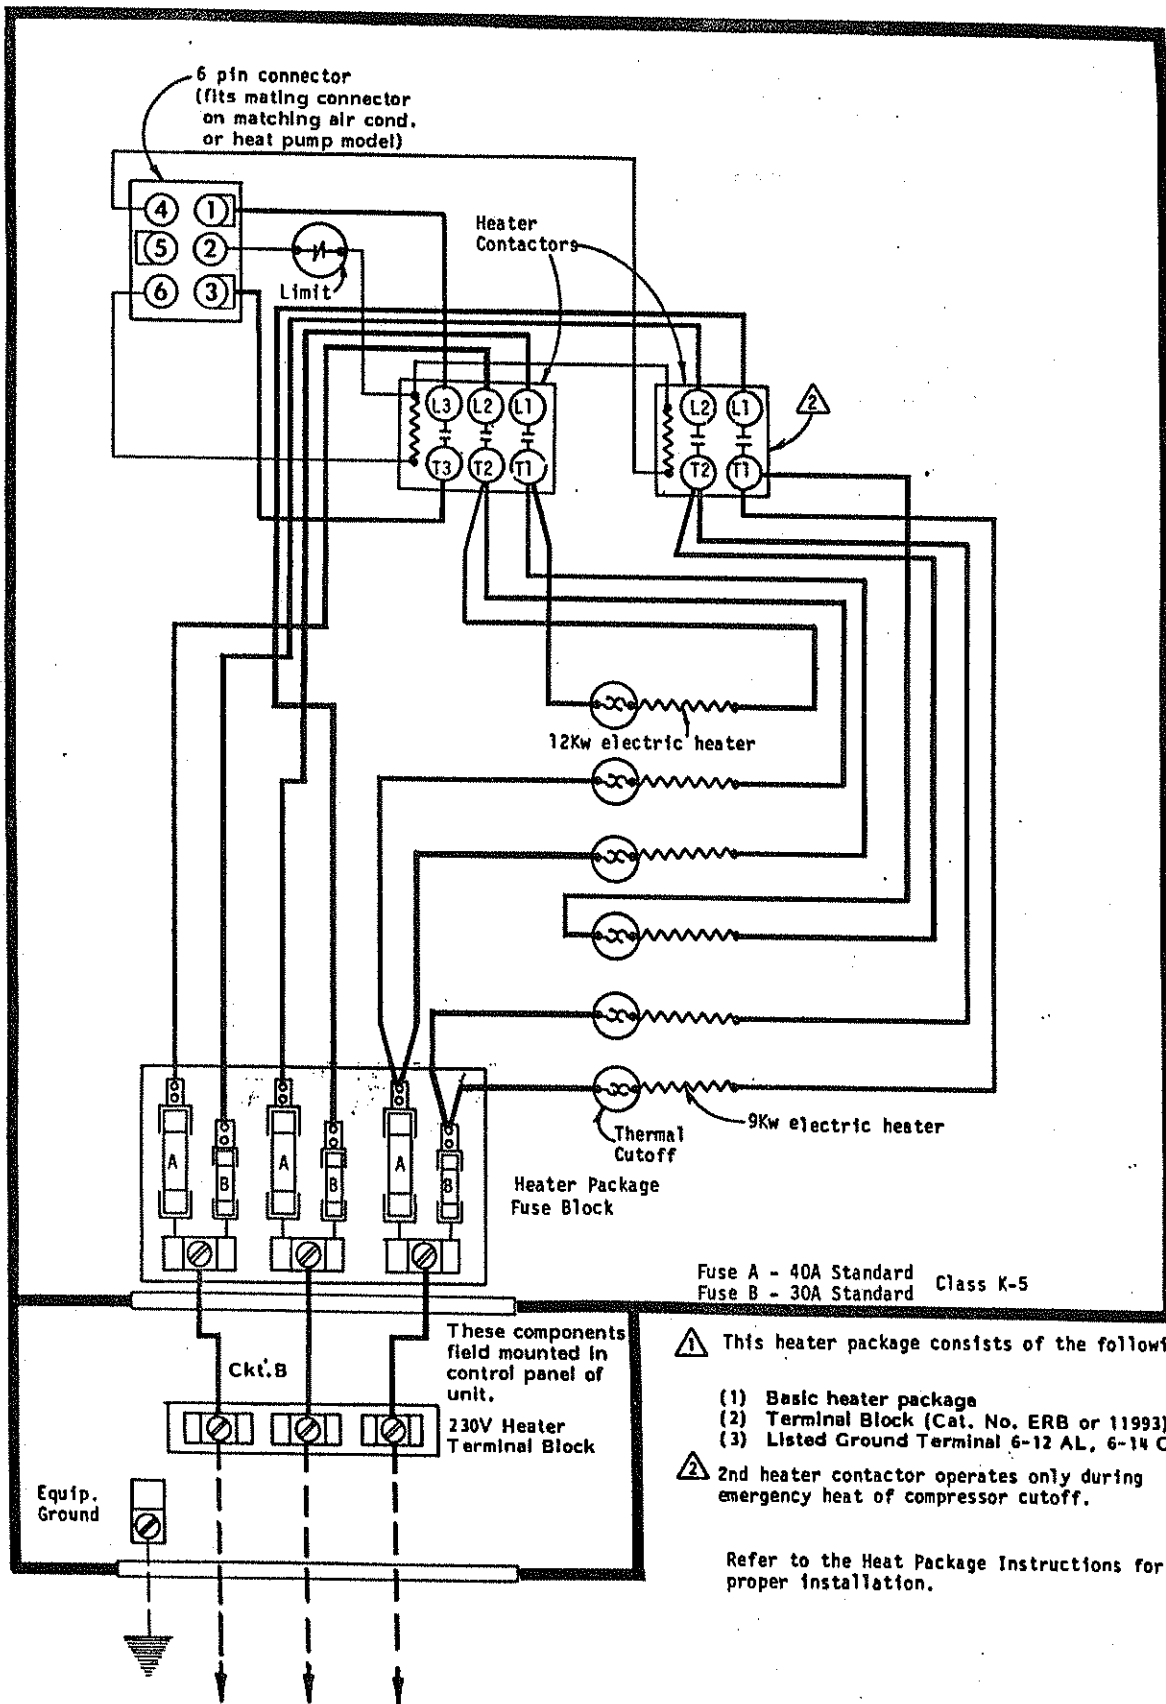 6 pin connector
(fits mating connector
on matching air cond.
or heat pump model)
4 1
5 2
6 3
Limit
Heater
Contactors
L3 L2 L1
T3 T2 T1
L2 L1
T2 T1
2
12Kw electric heater
9Kw electric heater
Thermal
Cutoff
A B A B A B
Heater Package
Fuse Block
Fuse A - 40A Standard
Fuse B - 30A Standard
Class K-5
These components
field mounted in
control panel of
unit.
Ckt.B
230V Heater
Terminal Block
Equip.
Ground
1 This heater package consists of the
(1) Basic heater package
(2) Terminal Block (Cat. No. ERB or 11993)
(3) Listed Ground Terminal 6-12 AL, 6-14
2 2nd heater contactor operates only during
emergency heat of compressor cutoff.
Refer to the Heat Package Instructions for
proper installation.